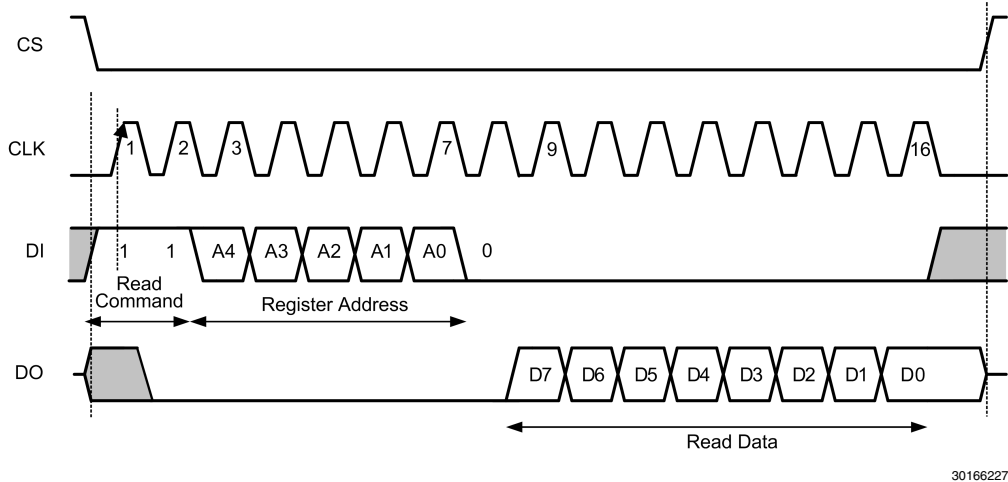 CS
CLK 1 2 3 7 9 16
DI 1 1 A4 A3 A2 A1 A0 0
Read
Command
Register Address
DO D7 D6 D5 D4 D3 D2 D1 D0
Read Data
30166227